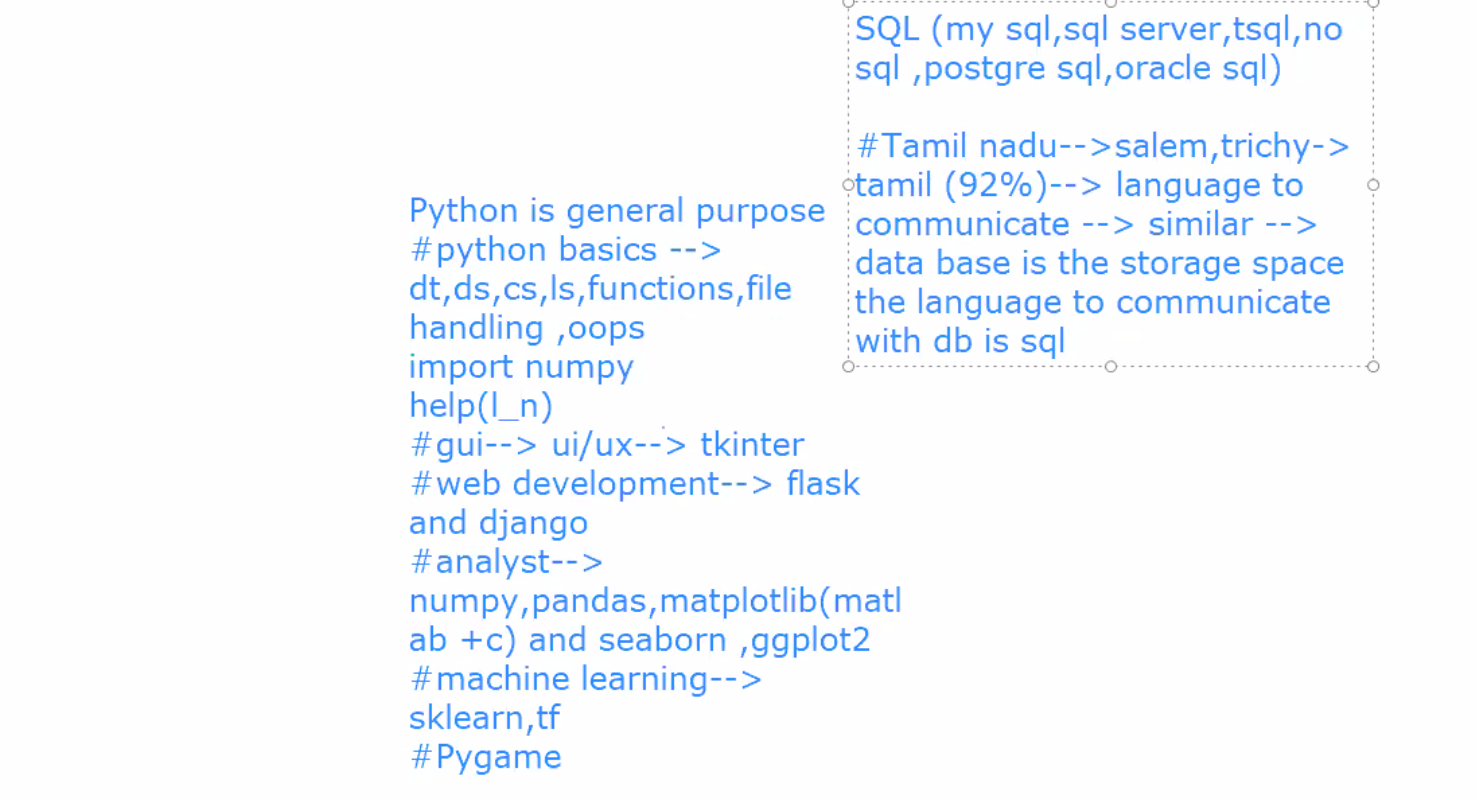 SQL (my sql,sql server,tsql,no
sql ,postgre sql,oracle sql)
#Tamil nadu-->salem,trichy->
tamil (92%)--> language to
communicate --> similar -->
data base is the storage space
the language to communicate
with db is sql
Python is general purpose
#python basics -->
dt,ds,cs,ls,functions,file
handling ,oops
import numpy
help(l_n)
#gui--> ui/ux--> tkinter
#web development--> flask
and django
#analyst-->
numpy,pandas,matplotlib(matl
ab +c) and seaborn ,ggplot2
#machine learning-->
sklearn,tf
#Pygame